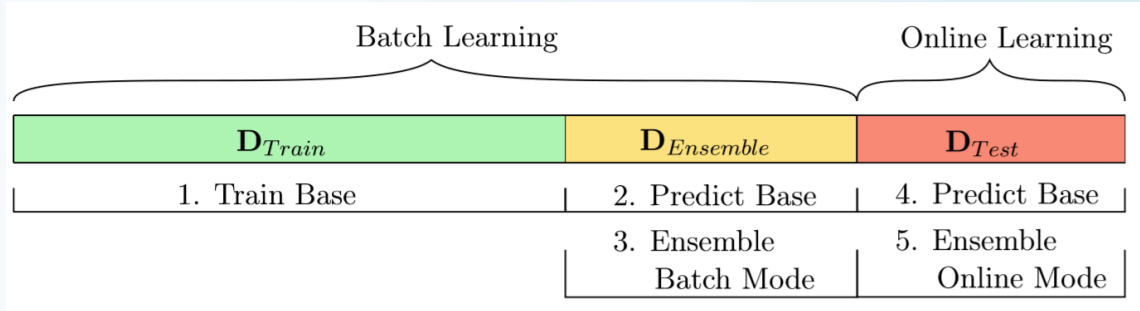 Batch Learning
Online Learning
D_Train
D_Ensemble
D_Test
1. Train Base
2. Predict Base
4. Predict Base
3. Ensemble
Batch Mode
5. Ensemble
Online Mode